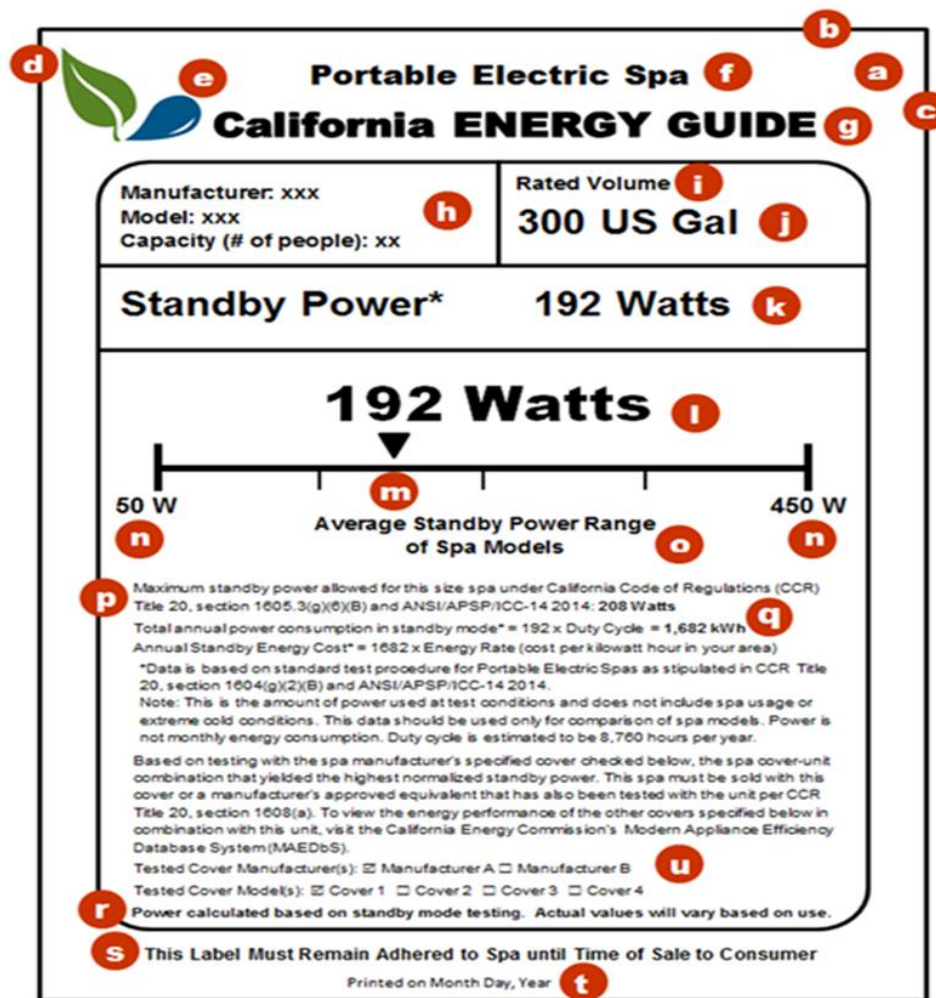 b
d
e
Portable Electric Spa f
a
c
California ENERGY GUIDE g
Manufacturer: xxx
Model: xxx
Capacity (# of people): xx
h
Rated Volume i
300 US Gal j
Standby Power* 192 Watts k
192 Watts l
m
50 W
450 W
n
n
Average Standby Power Range
of Spa Models o
p Maximum standby power allowed for this size spa under California Code of Regulations (CCR)
Title 20, section 1605.3(g)(6)(B) and ANSI/APSP/ICC-14 2014: 208 Watts
Total annual power consumption in standby mode* = 192 x Duty Cycle = 1,682 kWh q
Annual Standby Energy Cost* = 1682 x Energy Rate (cost per kilowatt hour in your area)
*Data is based on standard test procedure for Portable Electric Spas as stipulated in CCR Title
20, section 1604(g)(2)(B) and ANSI/APSP/ICC-14 2014.
Note: This is the amount of power used at test conditions and does not include spa usage or
extreme cold conditions. This data should be used only for comparison of spa models. Power is
not monthly energy consumption. Duty cycle is estimated to be 8,760 hours per year.
Based on testing with the spa manufacturer's specified cover checked below, the spa cover-unit
combination that yielded the highest normalized standby power. This spa must be sold with this
cover or a manufacturer's approved equivalent that has also been tested with the unit per CCR
Title 20, section 1608(a). To view the energy performance of the other covers specified below in
combination with this unit, visit the California Energy Commission's Modern Appliance Efficiency
Database System (MAEDbS).
Tested Cover Manufacturer(s): ☑ Manufacturer A ☐ Manufacturer B u
Tested Cover Model(s): ☑ Cover 1 ☐ Cover 2 ☐ Cover 3 ☐ Cover 4
r Power calculated based on standby mode testing. Actual values will vary based on use.
s This Label Must Remain Adhered to Spa until Time of Sale to Consumer
Printed on Month Day, Year t